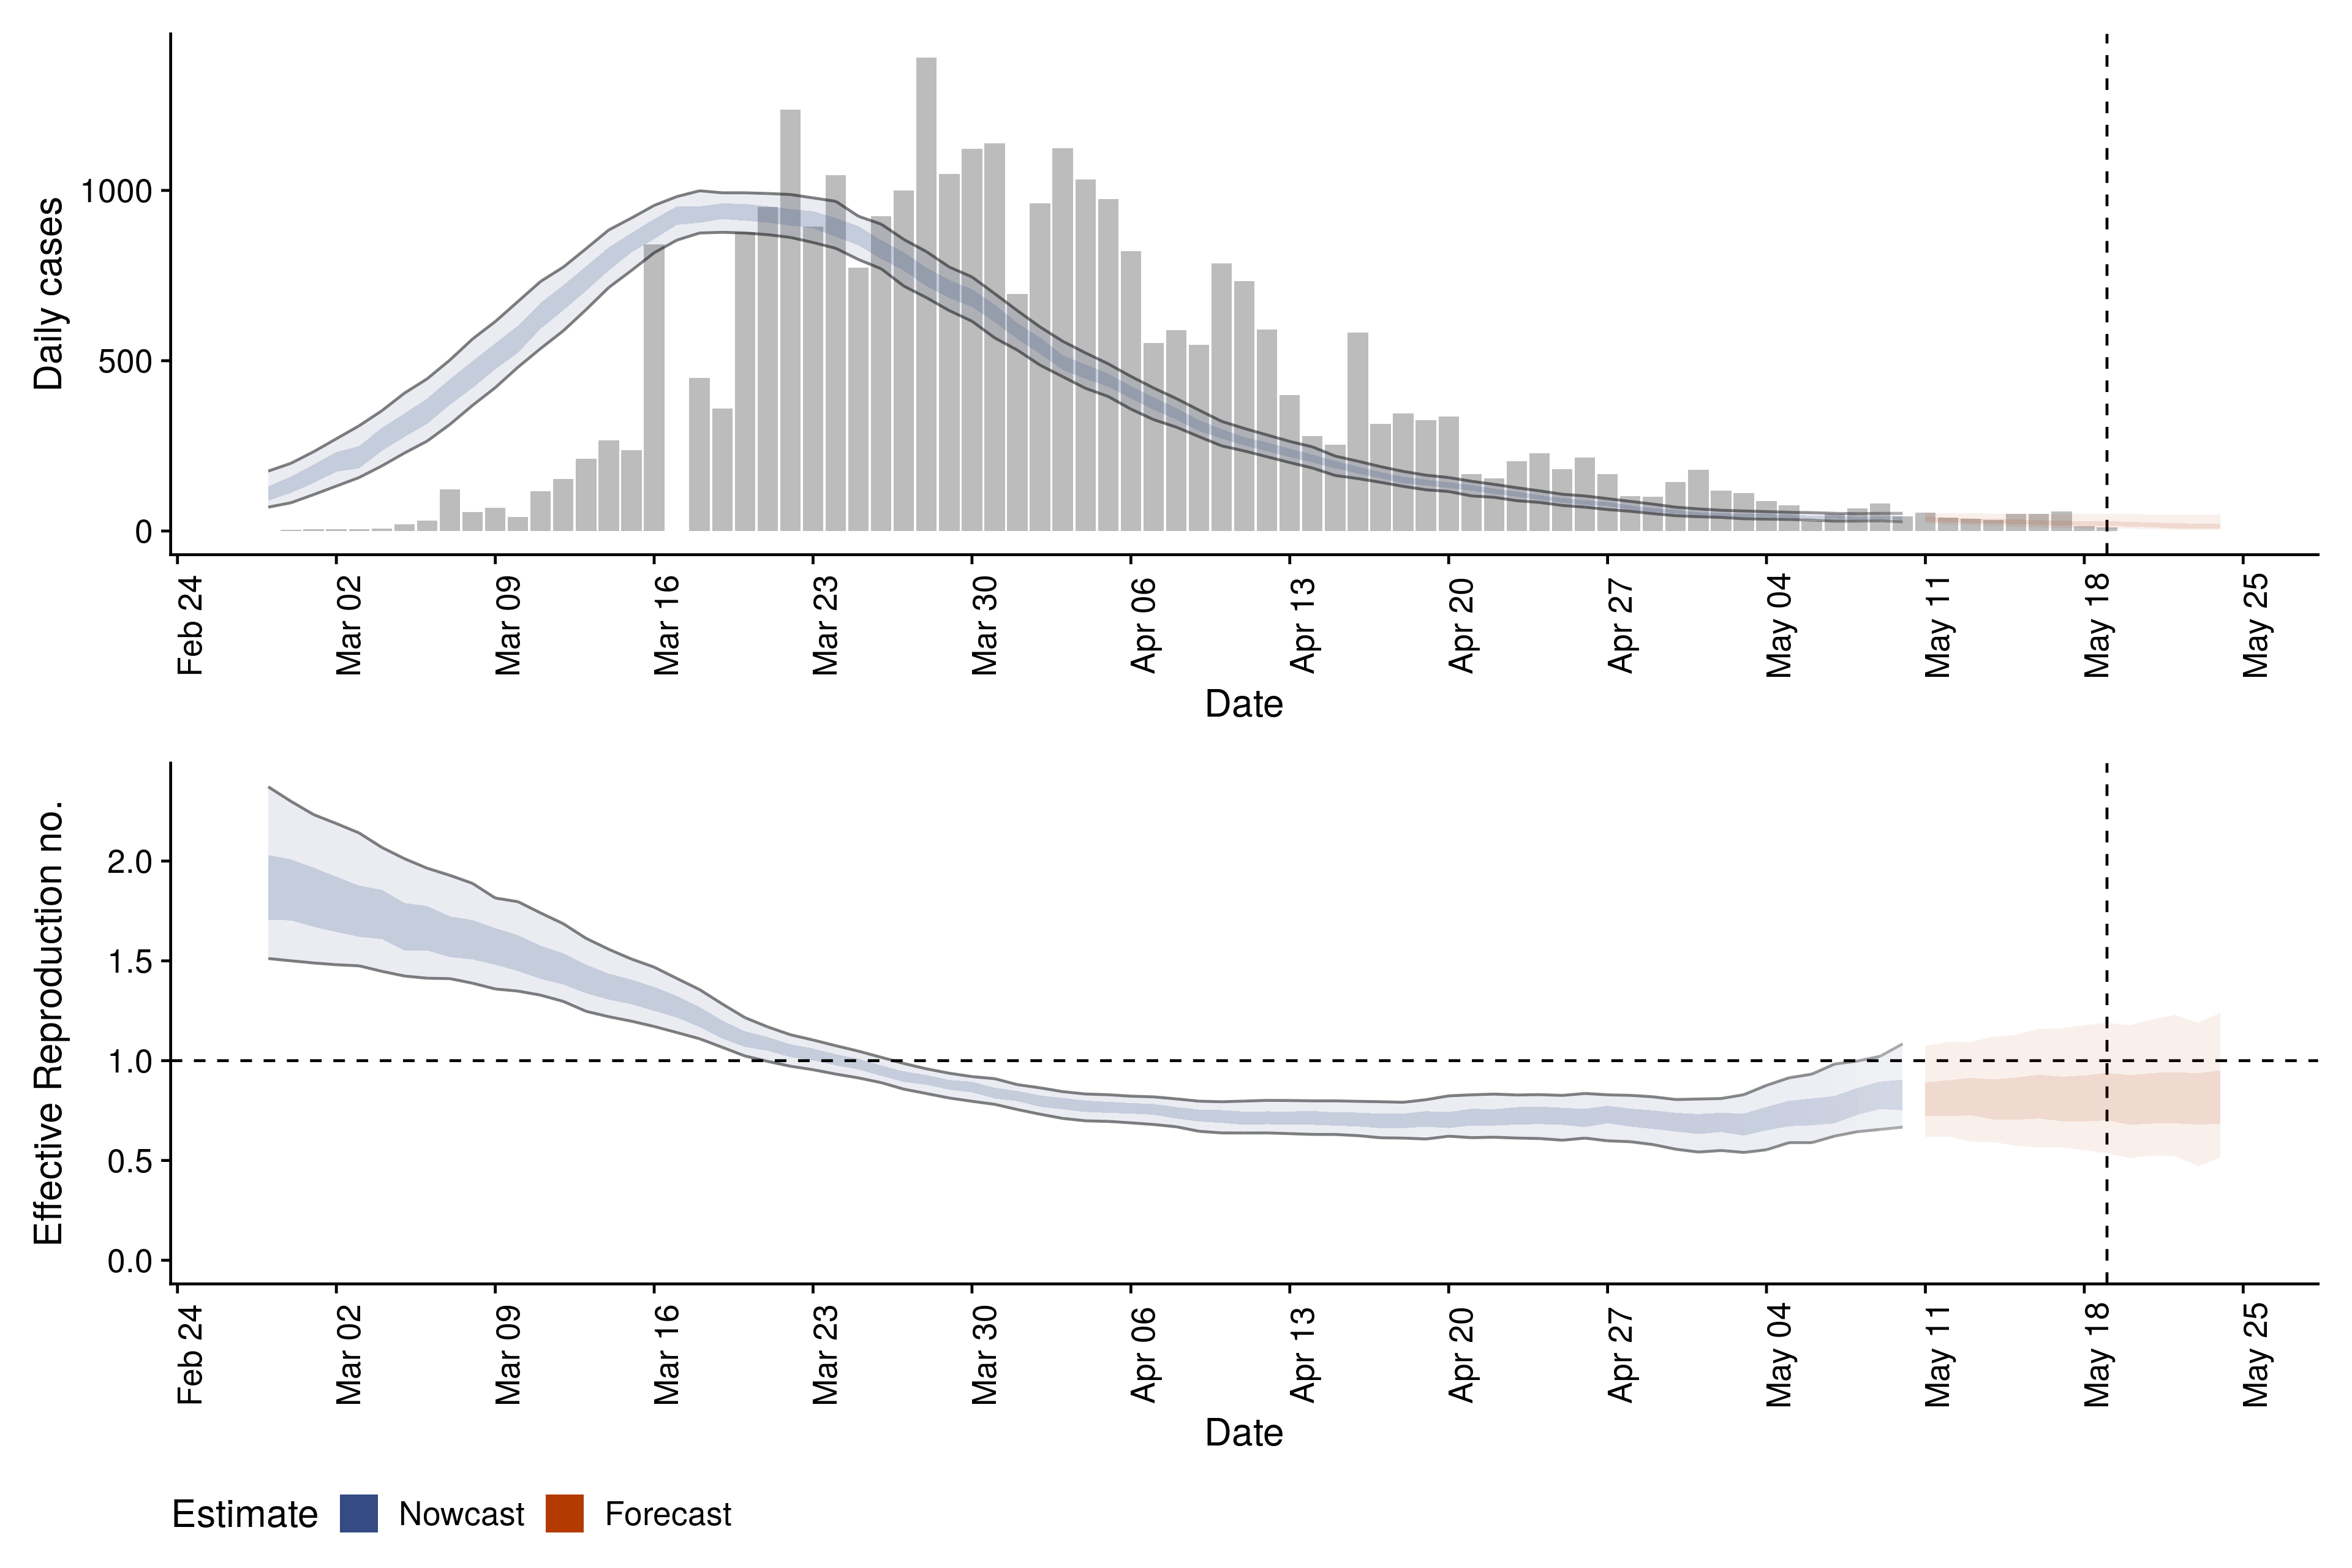 Daily cases
1000
500
0
Feb 24 Mar 02 Mar 09 Mar 16 Mar 23 Mar 30 Apr 06 Apr 13 Apr 20 Apr 27 May 04 May 11 May 18 May 25
Date
Effective Reproduction no.
2.0
1.5
1.0
0.5
0.0
Feb 24 Mar 02 Mar 09 Mar 16 Mar 23 Mar 30 Apr 06 Apr 13 Apr 20 Apr 27 May 04 May 11 May 18 May 25
Date
Estimate Nowcast Forecast